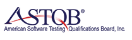 ASTQB
American Software Testing Qualifications Board, Inc.